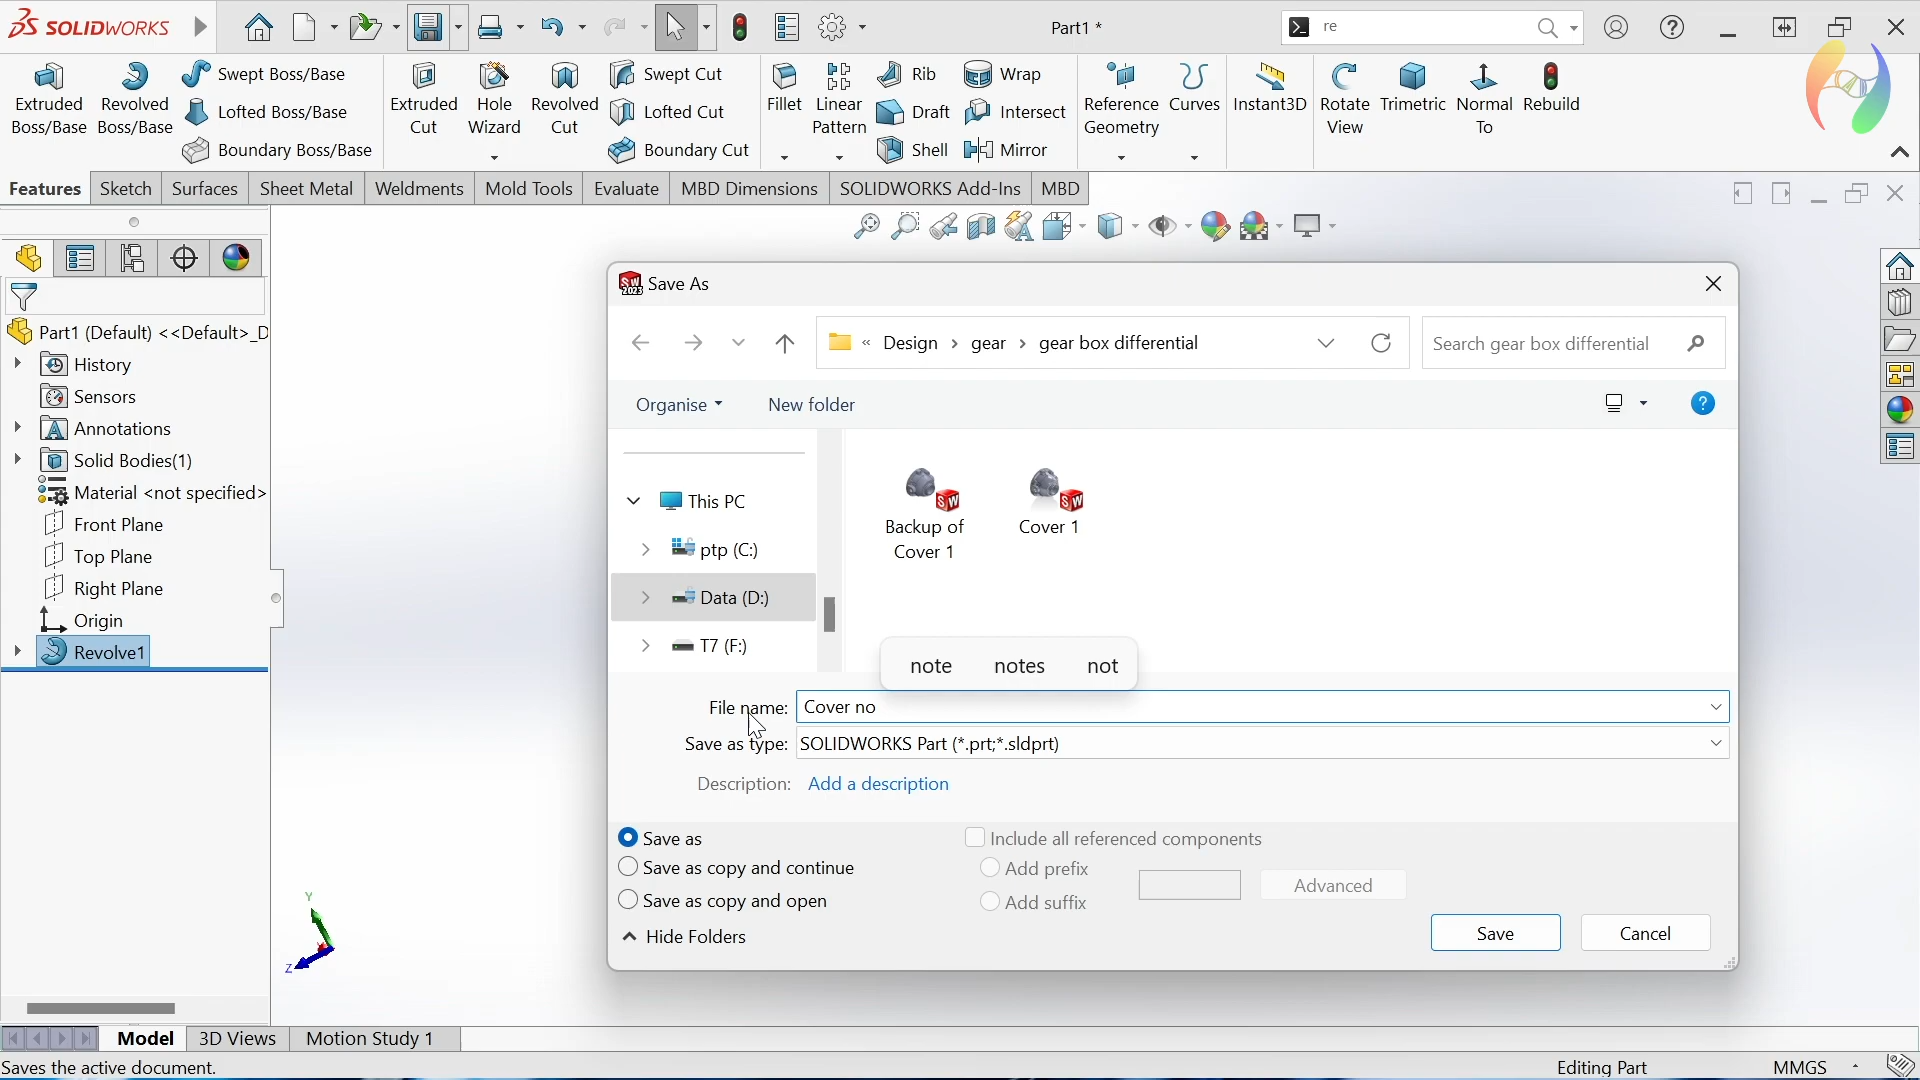 SOLIDWORKS
Part1 *
re
Extruded Boss/Base
Revolved Boss/Base
Swept Boss/Base
Lofted Boss/Base
Boundary Boss/Base
Extruded Cut
Hole Wizard
Revolved Cut
Swept Cut
Lofted Cut
Boundary Cut
Fillet
Linear Pattern
Rib
Draft
Shell
Wrap
Intersect
Mirror
Reference Geometry
Curves
Instant3D
Rotate View
Trimetric
Normal To
Rebuild
Features
Sketch
Surfaces
Sheet Metal
Weldments
Mold Tools
Evaluate
MBD Dimensions
SOLIDWORKS Add-Ins
MBD
Part1 (Default) <<Default>_D
History
Sensors
Annotations
Solid Bodies(1)
Material <not specified>
Front Plane
Top Plane
Right Plane
Origin
Revolve1
Save As
« Design > gear > gear box differential
Search gear box differential
Organise
New folder
This PC
ptp (C:)
Data (D:)
T7 (F:)
Backup of
Cover 1
Cover 1
note notes not
File name: Cover no
Save as type: SOLIDWORKS Part (*.prt;*.sldprt)
Description: Add a description
Save as
Save as copy and continue
Save as copy and open
Include all referenced components
Add prefix
Add suffix
Advanced
Hide Folders
Save
Cancel
Y
Z
Model
3D Views
Motion Study 1
Saves the active document.
Editing Part
MMGS